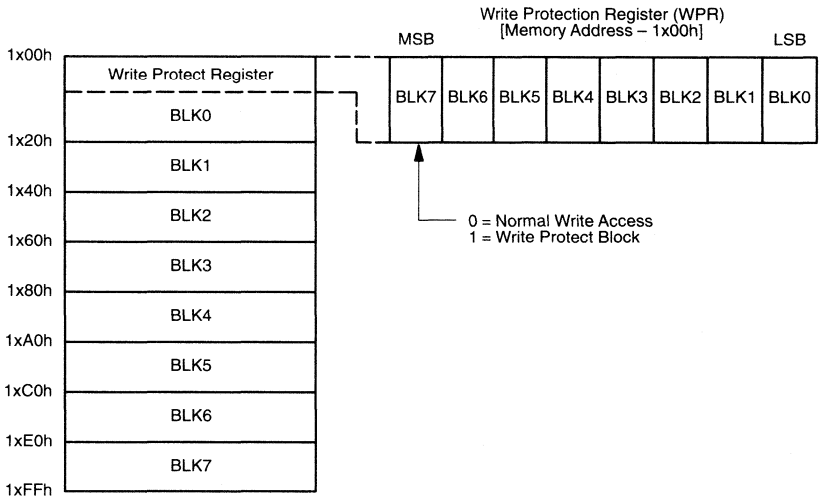 Write Protection Register (WPR)
[Memory Address – 1x00h]
MSB
LSB
1x00h
Write Protect Register
BLK7 BLK6 BLK5 BLK4 BLK3 BLK2 BLK1 BLK0
BLK0
1x20h
BLK1
1x40h
BLK2
0 = Normal Write Access
1 = Write Protect Block
1x60h
BLK3
1x80h
BLK4
1xA0h
BLK5
1xC0h
BLK6
1xE0h
BLK7
1xFFh